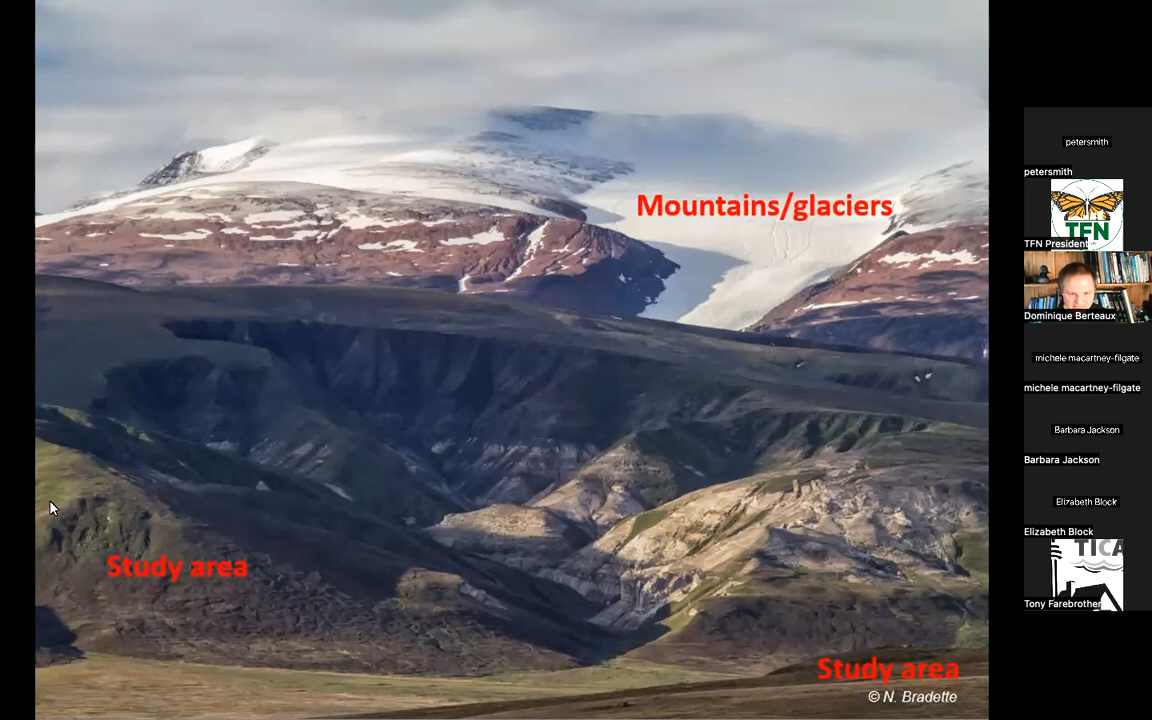 Mountains/glaciers
Study area
Study area
© N. Bradette
petersmith
petersmith
TFN
TFN President
Dominique Berteaux
michele macartney-filgate
michele macartney-filgate
Barbara Jackson
Barbara Jackson
Elizabeth Block
Elizabeth Block
TICA
Tony Farebrother